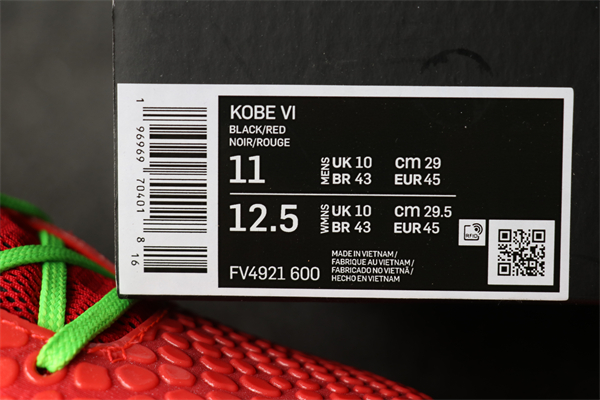 KOBE VI
BLACK/RED
NOIR/ROUGE
11 MENS UK 10 cm 29
BR 43 EUR 45
12.5 WMNS UK 10 cm 29.5
BR 43 EUR 45
RFID
MADE IN VIETNAM/
FABRIQUE AU VIETNAM/
FABRICADO NO VIETNÃ/
HECHO EN VIETNAM
FV4921 600
1 96969 70401 8 16